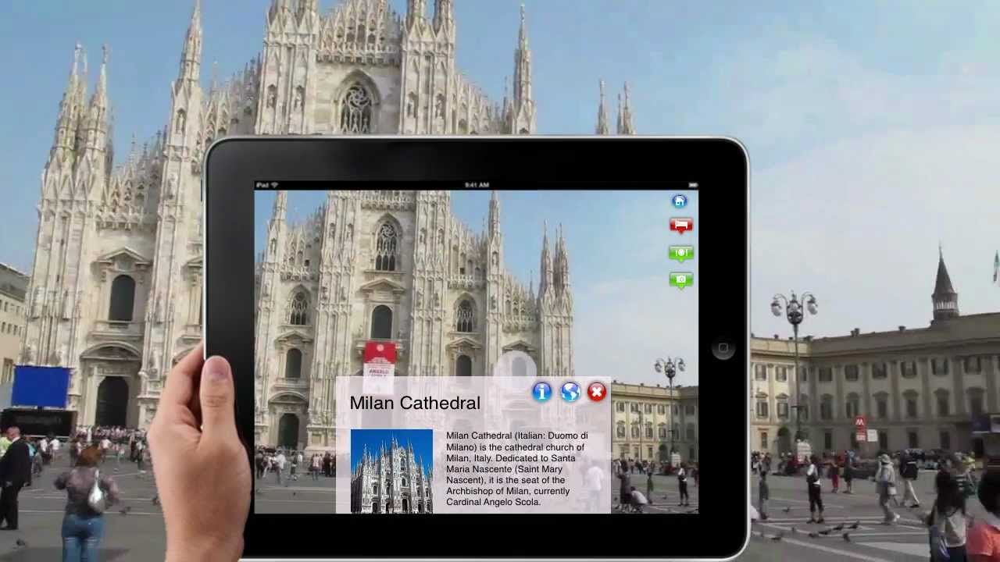 iPad
9:41 AM
ANGELO
Milan Cathedral
Milan Cathedral (Italian: Duomo di
Milano) is the cathedral church of
Milan, Italy. Dedicated to Santa
Maria Nascente (Saint Mary
Nascent), it is the seat of the
Archbishop of Milan, currently
Cardinal Angelo Scola.
M